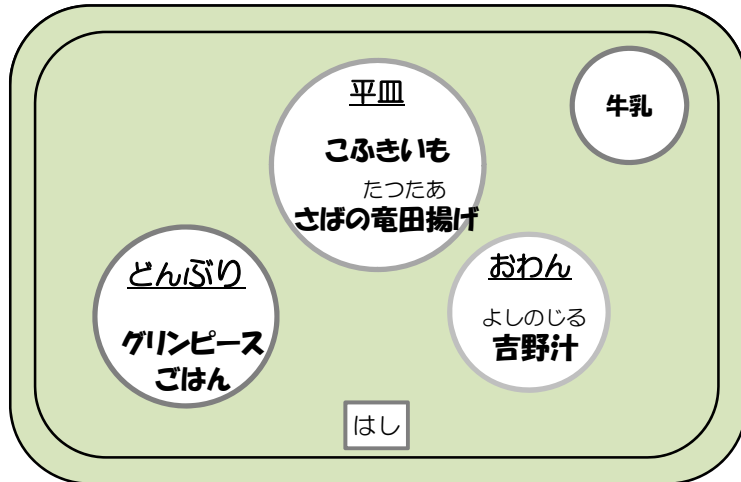 平皿
こふきいも
たつたあ
さばの竜田揚げ
牛乳
どんぶり
グリンピース
ごはん
おわん
よしのじる
吉野汁
はし